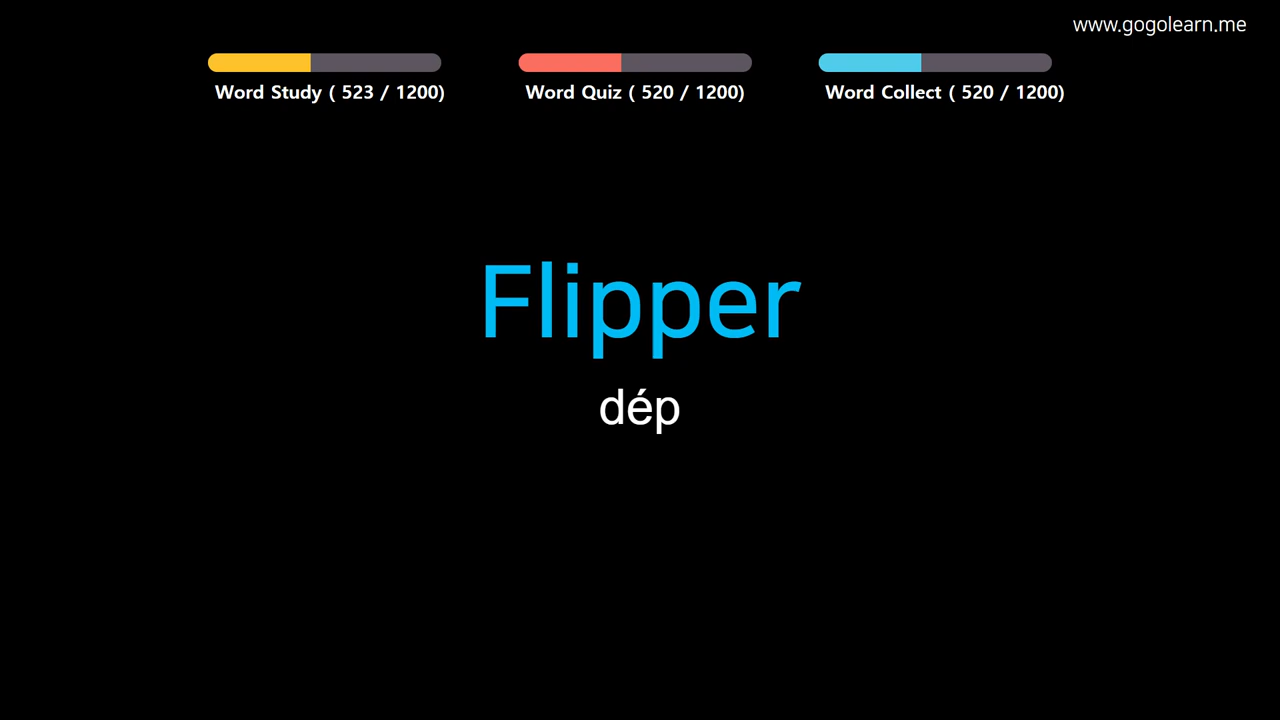 www.gogolearn.me
Word Study ( 523 / 1200)
Word Quiz ( 520 / 1200)
Word Collect ( 520 / 1200)
Flipper
dép